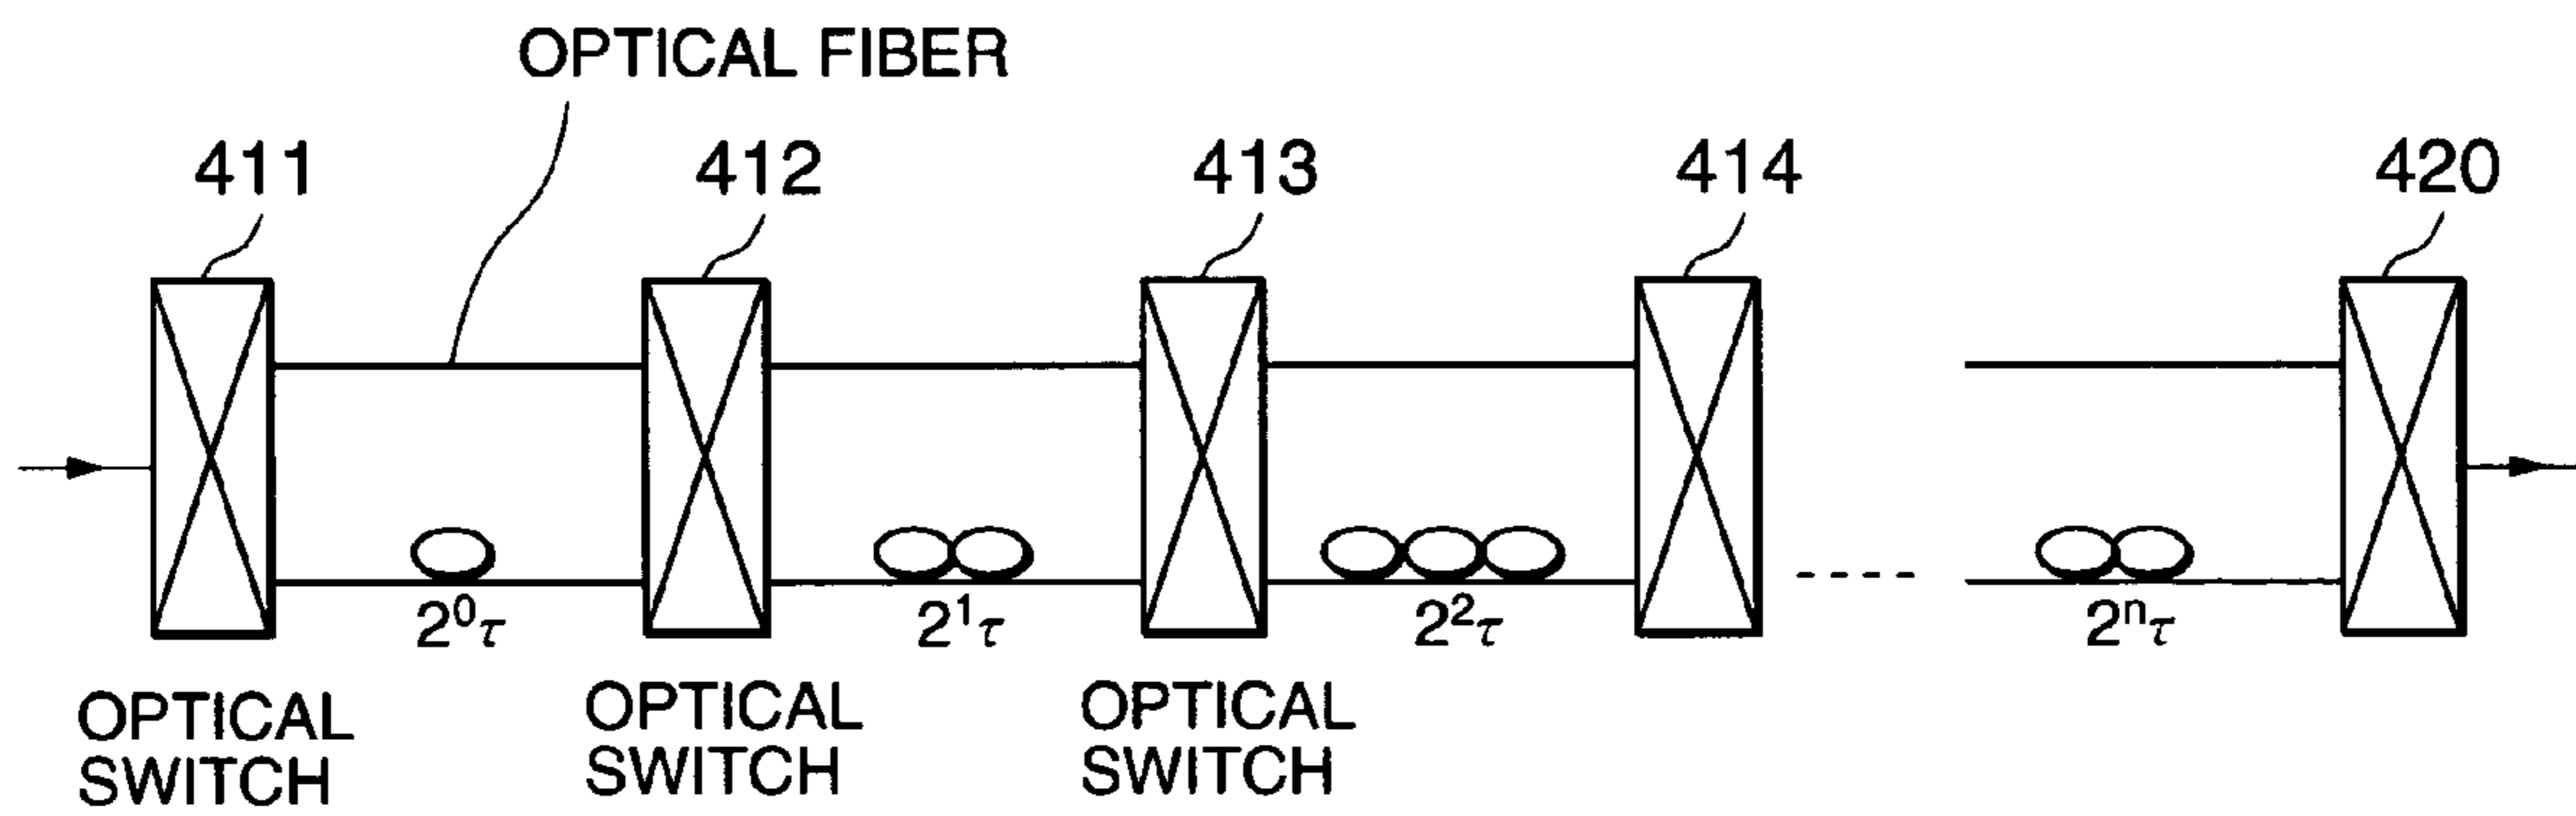 OPTICAL FIBER
411 412 413 414 420
2⁰τ 2¹τ 2²τ 2ⁿτ
OPTICAL SWITCH
OPTICAL SWITCH
OPTICAL SWITCH